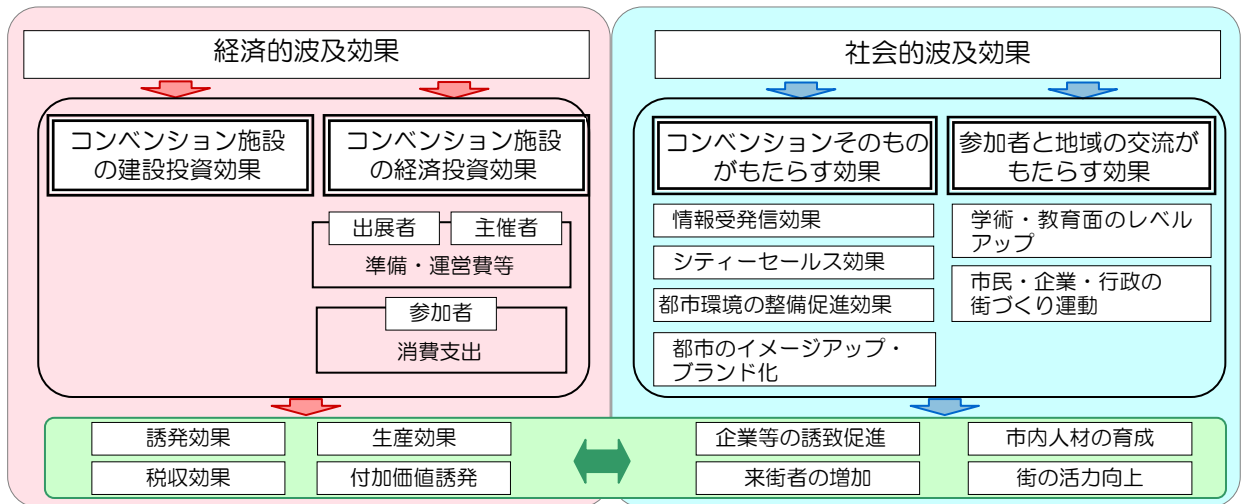 経済的波及効果
コンベンション施設
の建設投資効果
コンベンション施設
の経済投資効果
出展者
主催者
準備・運営費等
参加者
消費支出
社会的波及効果
コンベンションそのもの
がもたらす効果
参加者と地域の交流が
もたらす効果
情報受発信効果
シティーセールス効果
都市環境の整備促進効果
都市のイメージアップ・
ブランド化
学術・教育面のレベル
アップ
市民・企業・行政の
街づくり運動
誘発効果
生産効果
税収効果
付加価値誘発
企業等の誘致促進
市内人材の育成
来街者の増加
街の活力向上